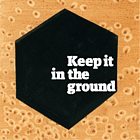 Keep it
in the
ground